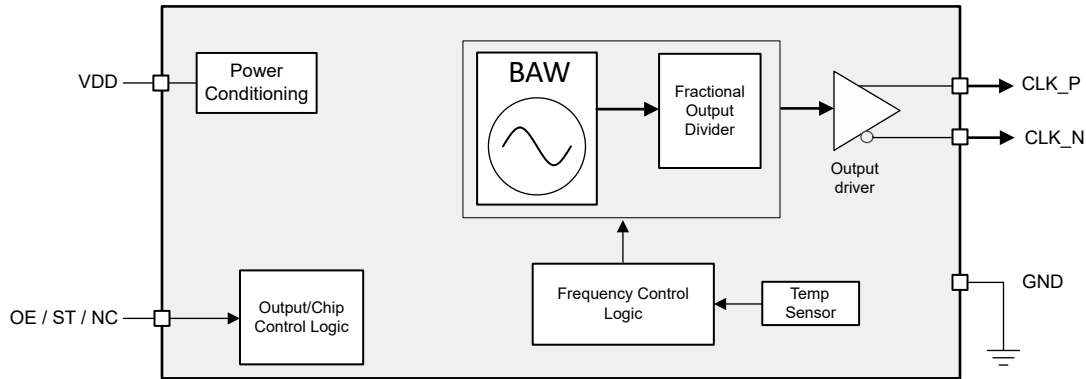 VDD
Power
Conditioning
BAW
Fractional
Output
Divider
Output
driver
CLK_P
CLK_N
OE / ST / NC
Output/Chip
Control Logic
Frequency Control
Logic
Temp
Sensor
GND